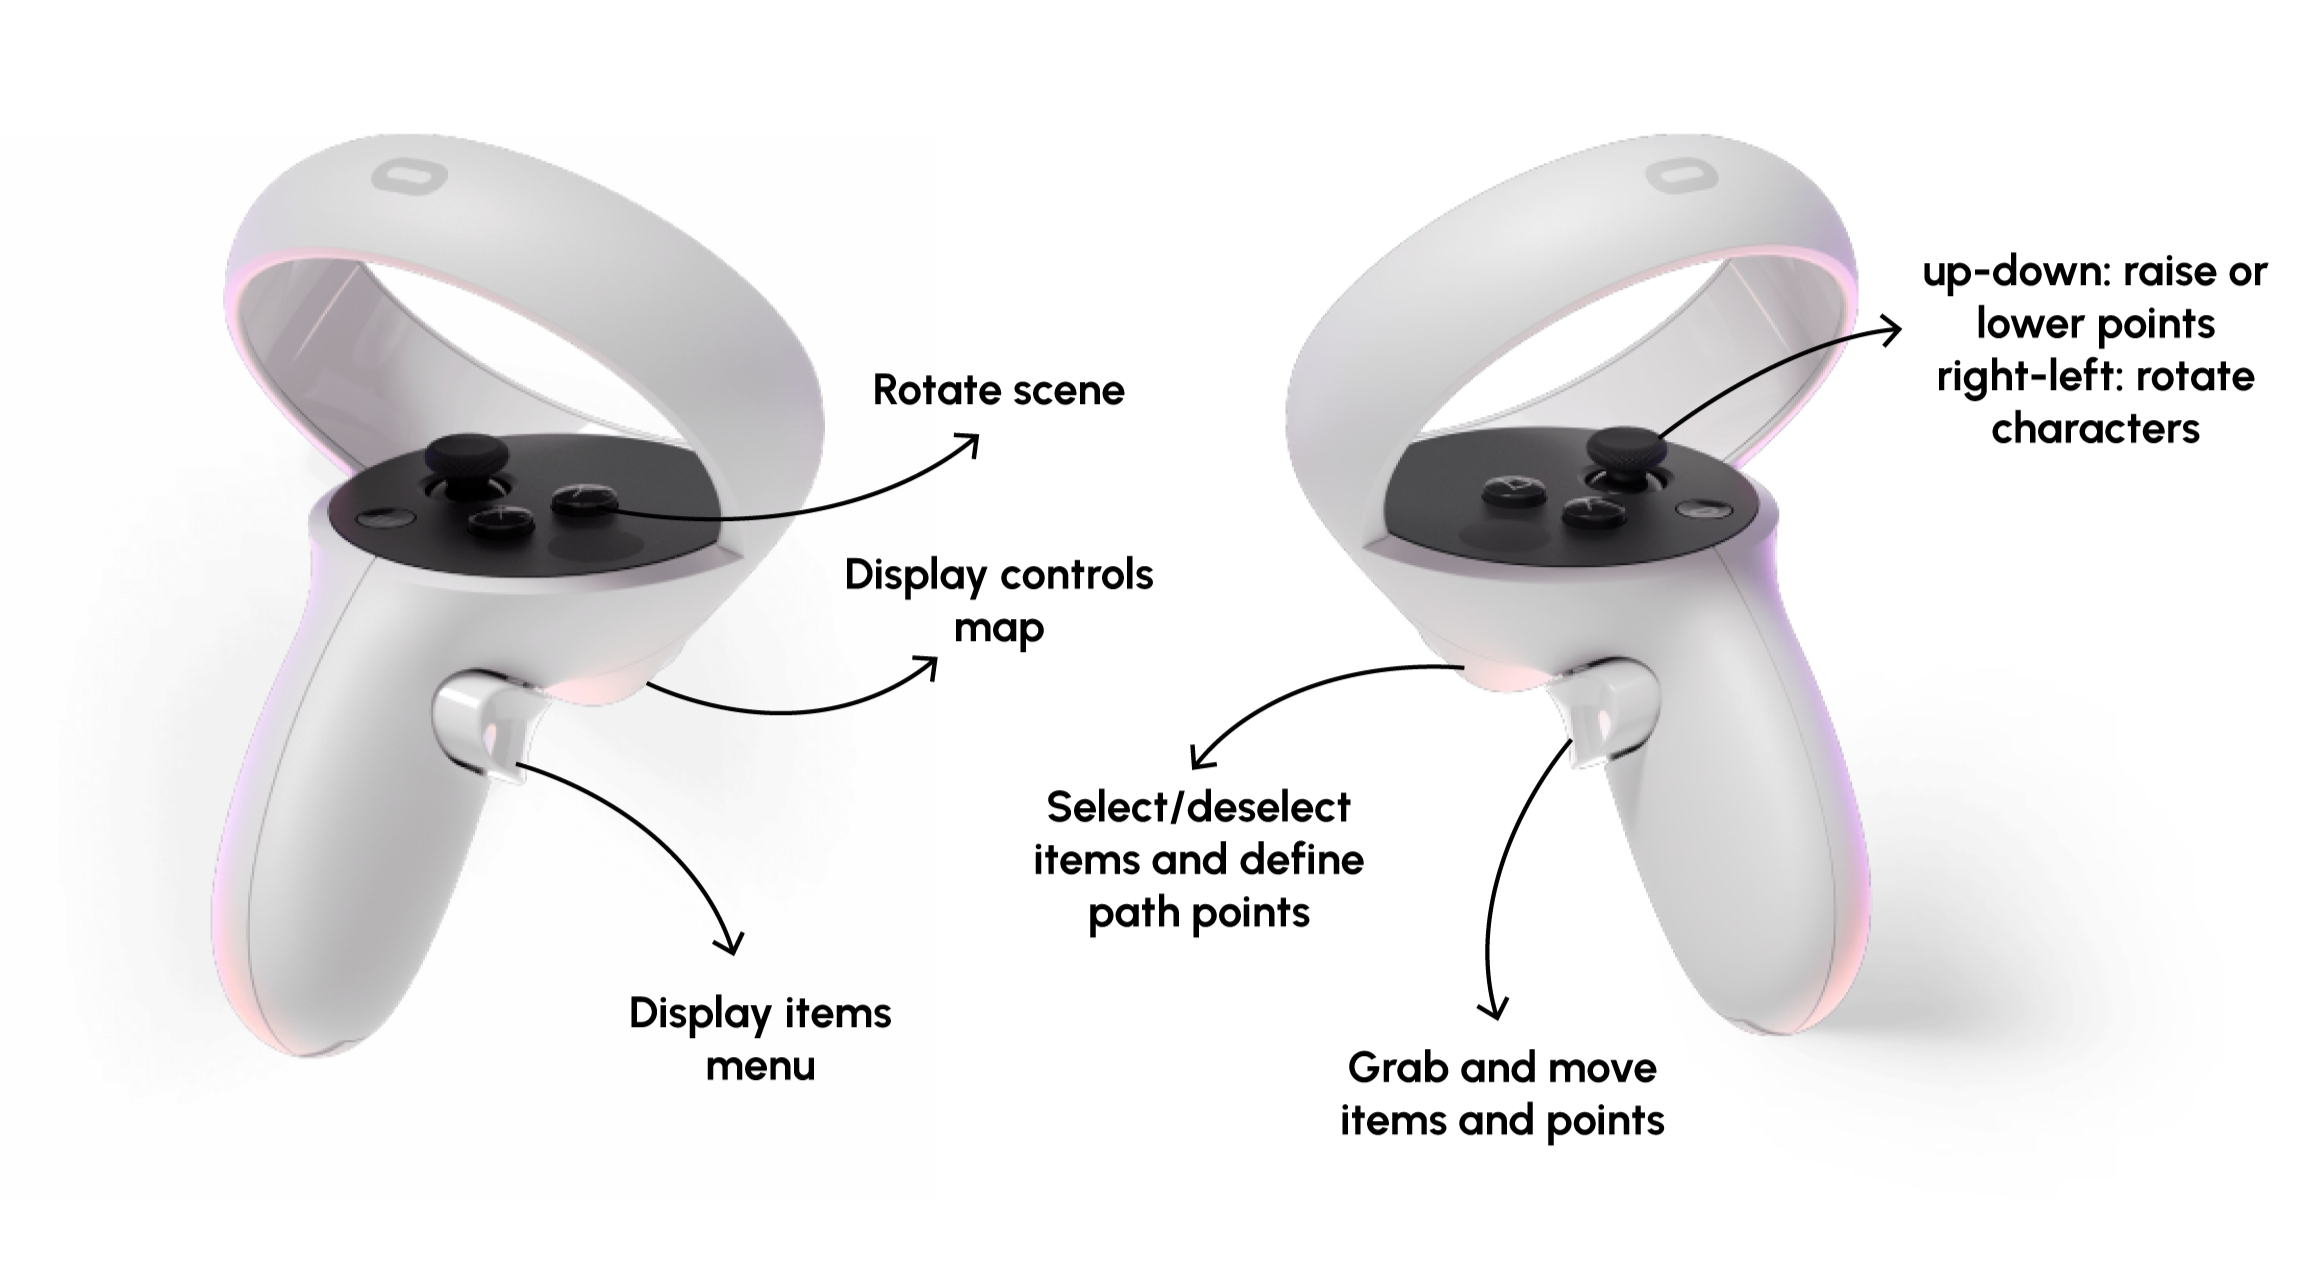 Rotate scene
Display controls
map
Display items
menu
up-down: raise or
lower points
right-left: rotate
characters
Select/deselect
items and define
path points
Grab and move
items and points